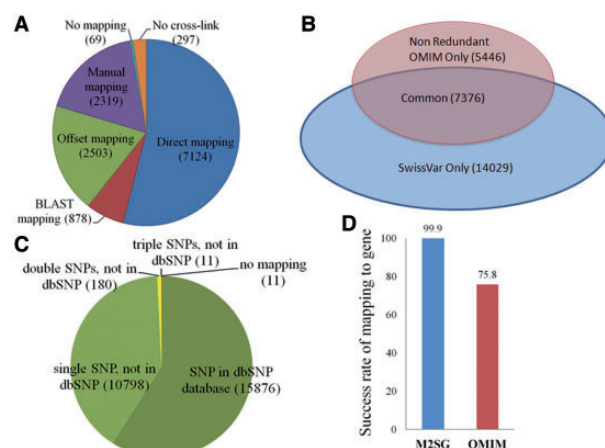 A
No mapping
(69)
No cross-link
(297)
Manual
mapping
(2319)
Offset mapping
(2503)
Direct mapping
(7124)
BLAST
mapping (878)
B
Non Redundant
OMIM Only (5446)
Common (7376)
SwissVar Only (14029)
C
triple SNPs, not in
dbSNP (11)
double SNPs, not in
dbSNP (180)
no mapping
(11)
single SNP, not in
dbSNP (10798)
SNP in dbSNP
database (15876)
D
Success rate of mapping to gene
100
80
60
40
20
0
99.9
75.8
M2SG
OMIM